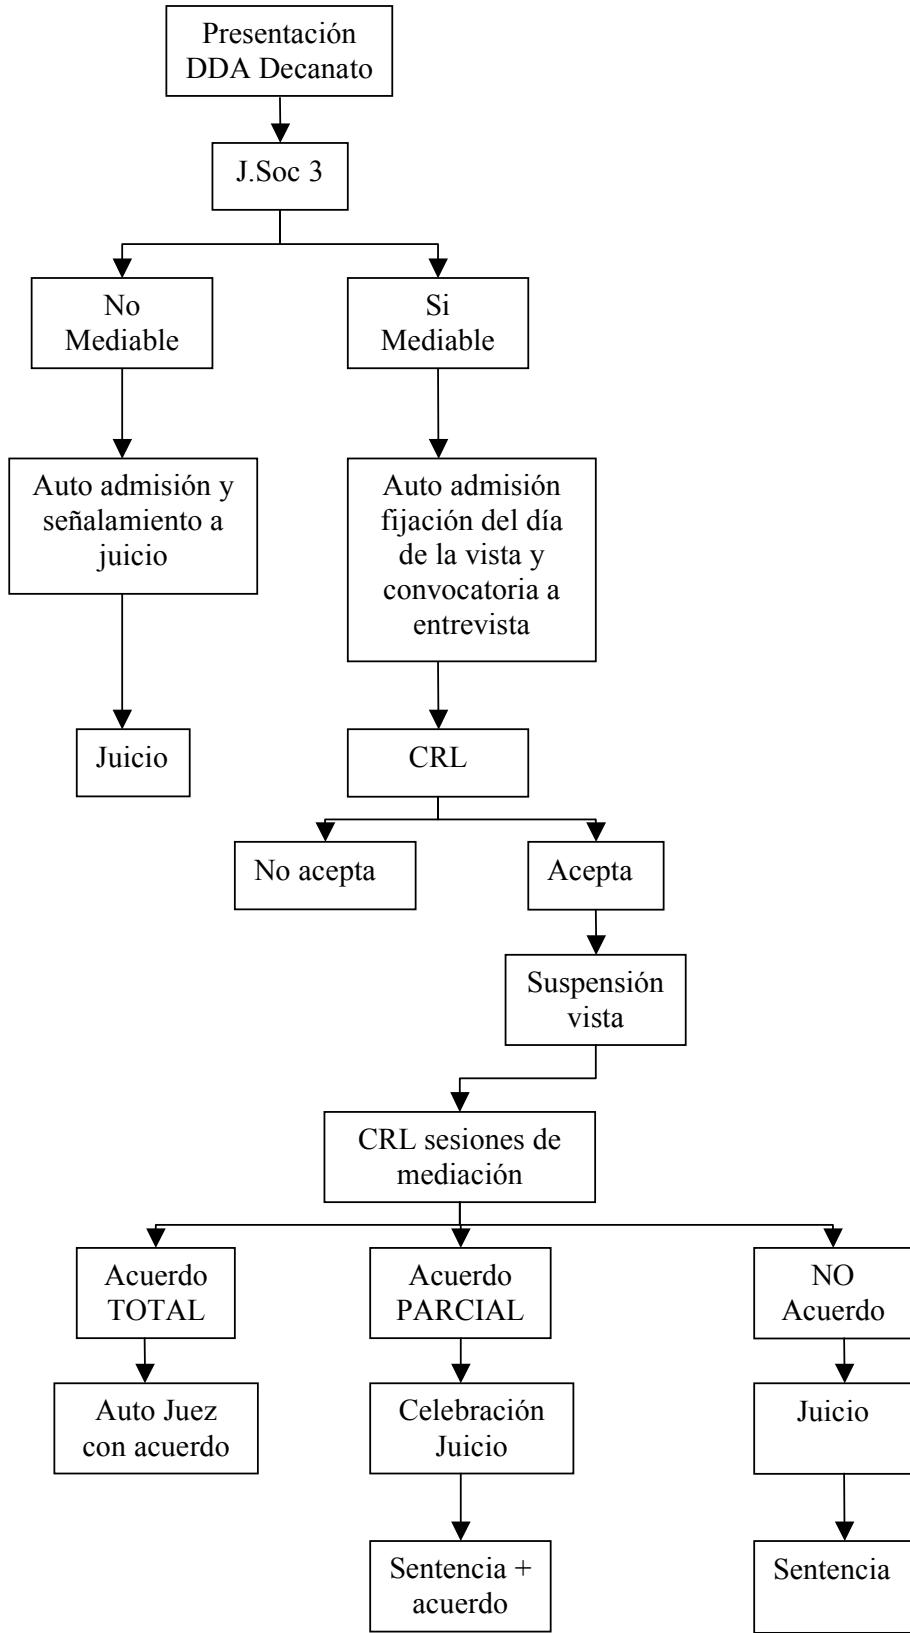 Presentación
DDA Decanato
J.Soc 3
No
Mediable
Si
Mediable
Auto admisión y
señalamiento a
juicio
Auto admisión
fijación del día
de la vista y
convocatoria a
entrevista
Juicio
CRL
No acepta
Acepta
Suspensión
vista
CRL sesiones de
mediación
Acuerdo
TOTAL
Acuerdo
PARCIAL
NO
Acuerdo
Auto Juez
con acuerdo
Celebración
Juicio
Juicio
Sentencia +
acuerdo
Sentencia